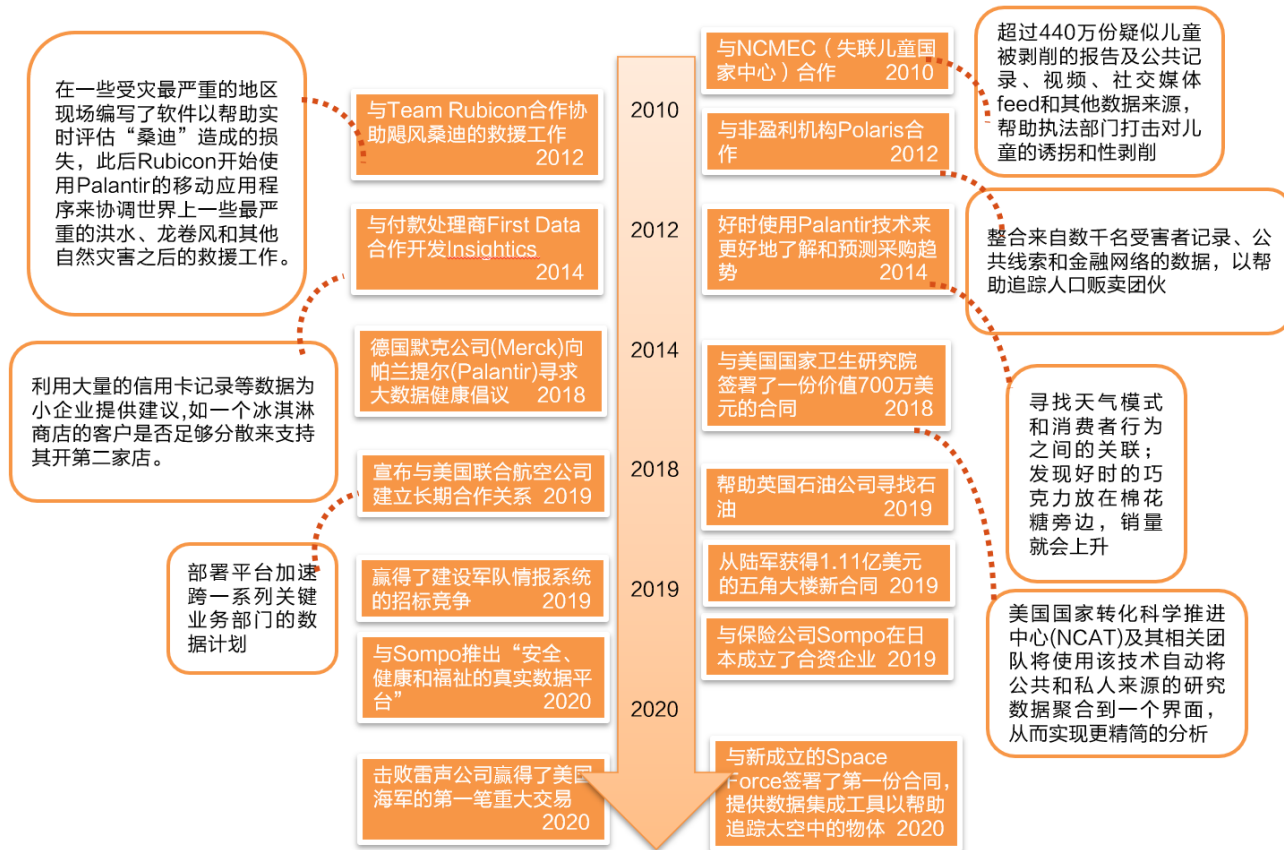 在一些受灾最严重的地区
现场编写了软件以帮助实
时评估“桑迪”造成的损
失，此后Rubicon开始使
用Palantir的移动应用程
序来协调世界上一些最严
重的洪水、龙卷风和其他
自然灾害之后的救援工作。
利用大量的信用卡记录等数据为
小企业提供建议,如一个冰淇淋
商店的客户是否足够分散来支持
其开第二家店。
部署平台加速
跨一系列关键
业务部门的数
据计划
与Team Rubicon合作协
助飓风桑迪的救援工作
2012
与付款处理商First Data
合作开发Insightics
2014
德国默克公司(Merck)向
帕兰提尔(Palantir)寻求
大数据健康倡议 2018
宣布与美国联合航空公司
建立长期合作关系 2019
赢得了建设军队情报系统
的招标竞争 2019
与Sompo推出“安全、
健康和福祉的真实数据平
台”
2020
击败雷声公司赢得了美国
海军的第一笔重大交易
2020
2010
2012
2014
2018
2019
2020
与NCMEC（失联儿童国
家中心）合作 2010
与非盈利机构Polaris合
作 2012
好时使用Palantir技术来
更好地了解和预测采购趋
势 2014
与美国国家卫生研究院
签署了一份价值700万美
元的合同 2018
帮助英国石油公司寻找石
油 2019
从陆军获得1.11亿美元
的五角大楼新合同 2019
与保险公司Sompo在日
本成立了合资企业 2019
与新成立的Space
Force签署了第一份合同，
提供数据集成工具以帮助
追踪太空中的物体 2020
超过440万份疑似儿童
被剥削的报告及公共记
录、视频、社交媒体
feed和其他数据来源，
帮助执法部门打击对儿
童的诱拐和性剥削
整合来自数千名受害者记录、公
共线索和金融网络的数据，以帮
助追踪人口贩卖团伙
寻找天气模式
和消费者行为
之间的关联；
发现好时的巧
克力放在棉花
糖旁边，销量
就会上升
美国国家转化科学推进
中心(NCAT)及其相关团
队将使用该技术自动将
公共和私人来源的研究
数据聚合到一个界面，
从而实现更精简的分析